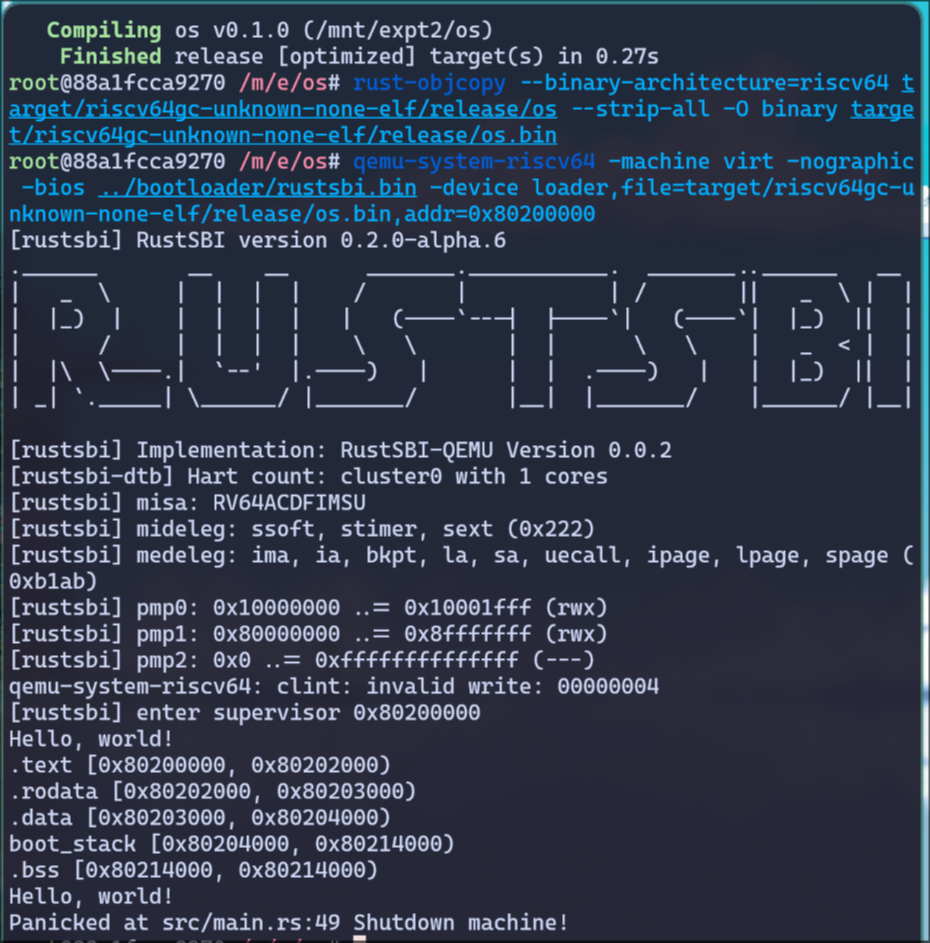 Compiling os v0.1.0 (/mnt/expt2/os)
Finished release [optimized] target(s) in 0.27s
root@88a1fcca9270 /m/e/os# rust-objcopy --binary-architecture=riscv64 t
arget/riscv64gc-unknown-none-elf/release/os --strip-all -O binary targe
t/riscv64gc-unknown-none-elf/release/os.bin
root@88a1fcca9270 /m/e/os# qemu-system-riscv64 -machine virt -nographic
-bios ../bootloader/rustsbi.bin -device loader,file=target/riscv64gc-u
nknown-none-elf/release/os.bin,addr=0x80200000
[rustsbi] RustSBI version 0.2.0-alpha.6
RUSTSBI
[rustsbi] Implementation: RustSBI-QEMU Version 0.0.2
[rustsbi-dtb] Hart count: cluster0 with 1 cores
[rustsbi] misa: RV64ACDFIMSU
[rustsbi] mideleg: ssoft, stimer, sext (0x222)
[rustsbi] medeleg: ima, ia, bkpt, la, sa, uecall, ipage, lpage, spage (
0xb1ab)
[rustsbi] pmp0: 0x10000000 ..= 0x10001fff (rwx)
[rustsbi] pmp1: 0x80000000 ..= 0x8fffffff (rwx)
[rustsbi] pmp2: 0x0 ..= 0xffffffffffffff (---)
qemu-system-riscv64: clint: invalid write: 00000004
[rustsbi] enter supervisor 0x80200000
Hello, world!
.text [0x80200000, 0x80202000)
.rodata [0x80202000, 0x80203000)
.data [0x80203000, 0x80204000)
boot_stack [0x80204000, 0x80214000)
.bss [0x80214000, 0x80214000)
Hello, world!
Panicked at src/main.rs:49 Shutdown machine!